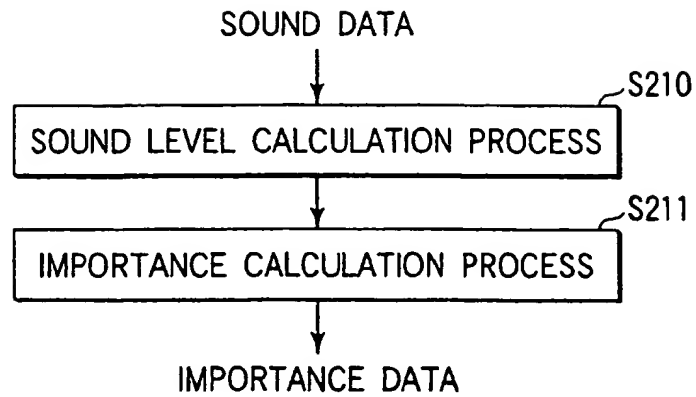 SOUND DATA
S210
SOUND LEVEL CALCULATION PROCESS
S211
IMPORTANCE CALCULATION PROCESS
IMPORTANCE DATA